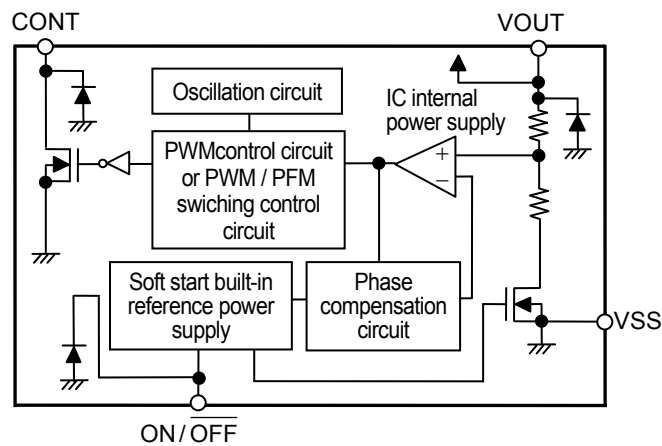 CONT
VOUT
Oscillation circuit
IC internal
power supply
PWMcontrol circuit
or PWM / PFM
swiching control
circuit
+
−
Soft start built-in
reference power
supply
Phase
compensation
circuit
VSS
ON/OFF